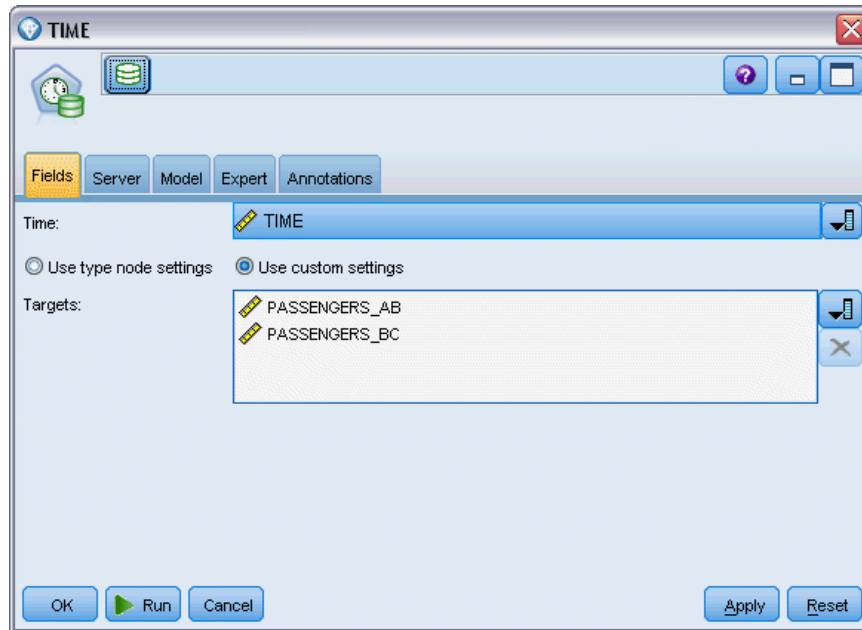 TIME
Fields Server Model Expert Annotations
Time: TIME
Use type node settings Use custom settings
Targets: PASSENGERS_AB
PASSENGERS_BC
OK Run Cancel Apply Reset